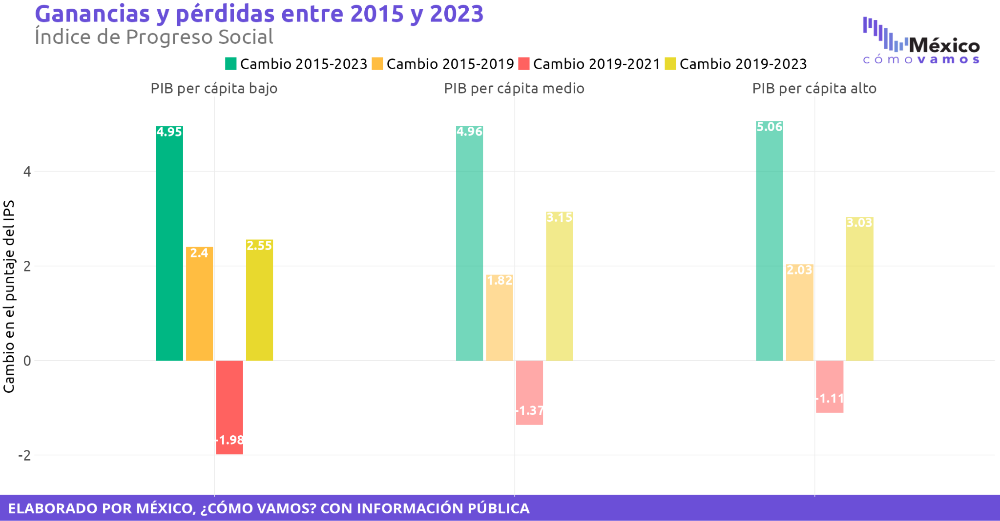 Ganancias y pérdidas entre 2015 y 2023
Índice de Progreso Social
México
cómovamos
Cambio 2015-2023 Cambio 2015-2019 Cambio 2019-2021 Cambio 2019-2023
PIB per cápita bajo PIB per cápita medio PIB per cápita alto
Cambio en el puntaje del IPS
4
2
0
-2
4.95
2.4
-1.98
2.55
4.96
1.82
-1.37
3.15
5.06
2.03
-1.11
3.03
ELABORADO POR MÉXICO, ¿CÓMO VAMOS? CON INFORMACIÓN PÚBLICA